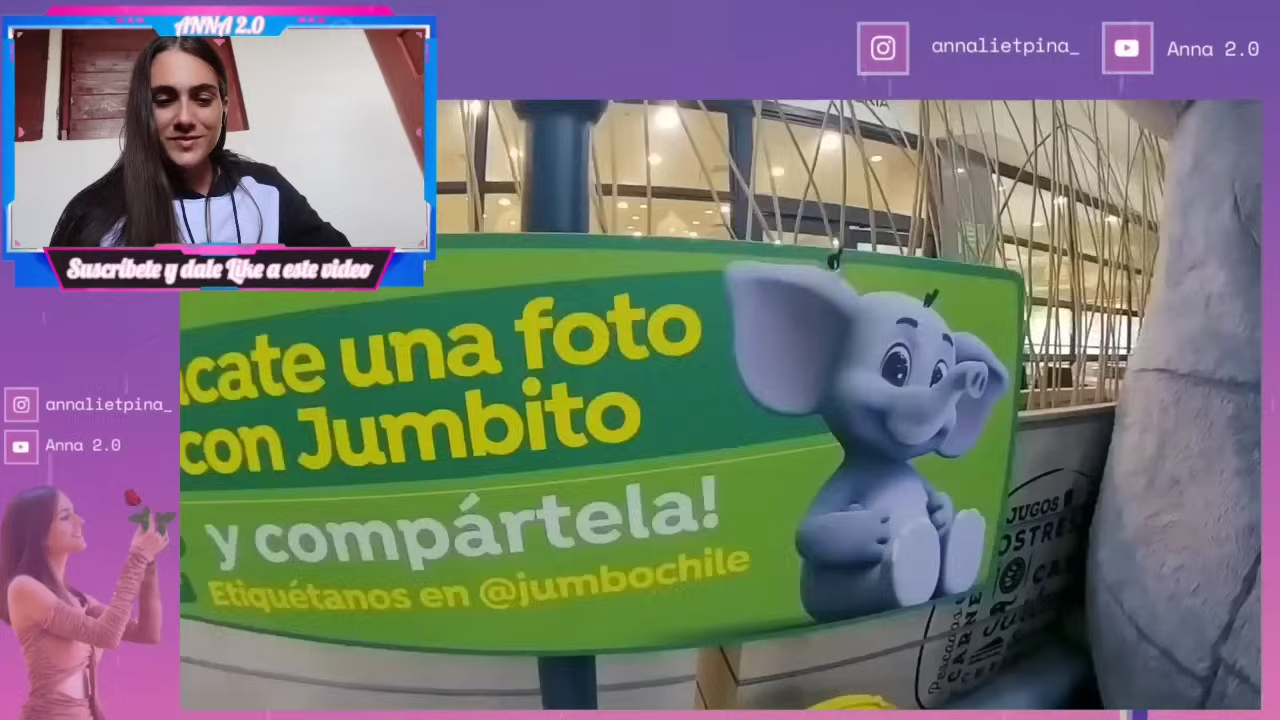 ANNA 2.0
annalietpina_
Anna 2.0
Suscríbete y dale Like a este video
cate una foto
con Jumbito
y compártela!
Etiquétanos en @jumbochile
annalietpina_
Anna 2.0
JUGOS
Pescados
CARNE